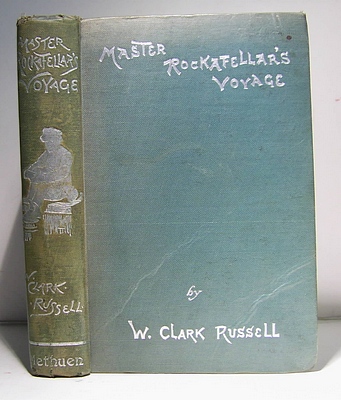 MASTER
ROCKAFELLAR'S
VOYAGE
W.
CLARK
RUSSELL
Methuen
MASTER
ROCKAFELLAR'S
VOYAGE
by
W. CLARK RUSSELL